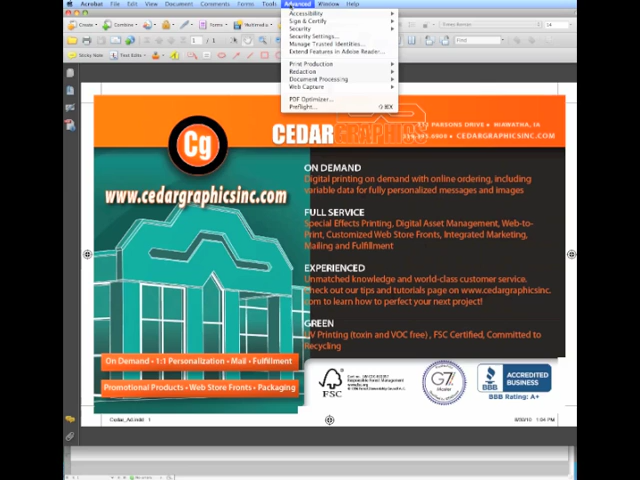 Acrobat File Edit View Document Comments Forms Tools Advanced Window Help
Accessibility
Sign & Certify
Security
Security Settings...
Manage Trusted Identities...
Extend Features in Adobe Reader...
Print Production
Redaction
Document Processing
Web Capture
PDF Optimizer...
Preflight...
Create Combine Forms Multimedia
Find
Sticky Note Text Edits
Cg
CEDARGRAPHICS
PARSONS DRIVE • HIAWATHA, IA
CEDARGRAPHICSINC.COM
www.cedargraphicsinc.com
ON DEMAND
Digital printing on demand with online ordering, including
variable data for fully personalized messages and images
FULL SERVICE
Special Effects Printing, Digital Asset Management, Web-to-
Print, Customized Web Store Fronts, Integrated Marketing,
Mailing and Fulfillment
EXPERIENCED
Unmatched knowledge and world-class customer service.
Check out our tips and tutorials page on www.cedargraphicsinc.
com to learn how to perfect your next project!
GREEN
UV Printing (toxin and VOC free) , FSC Certified, Committed to
Recycling
On Demand • 1:1 Personalization • Mail • Fulfillment
Promotional Products • Web Store Fronts • Packaging
FSC
G7
Master
BBB
ACCREDITED
BUSINESS
BBB Rating: A+